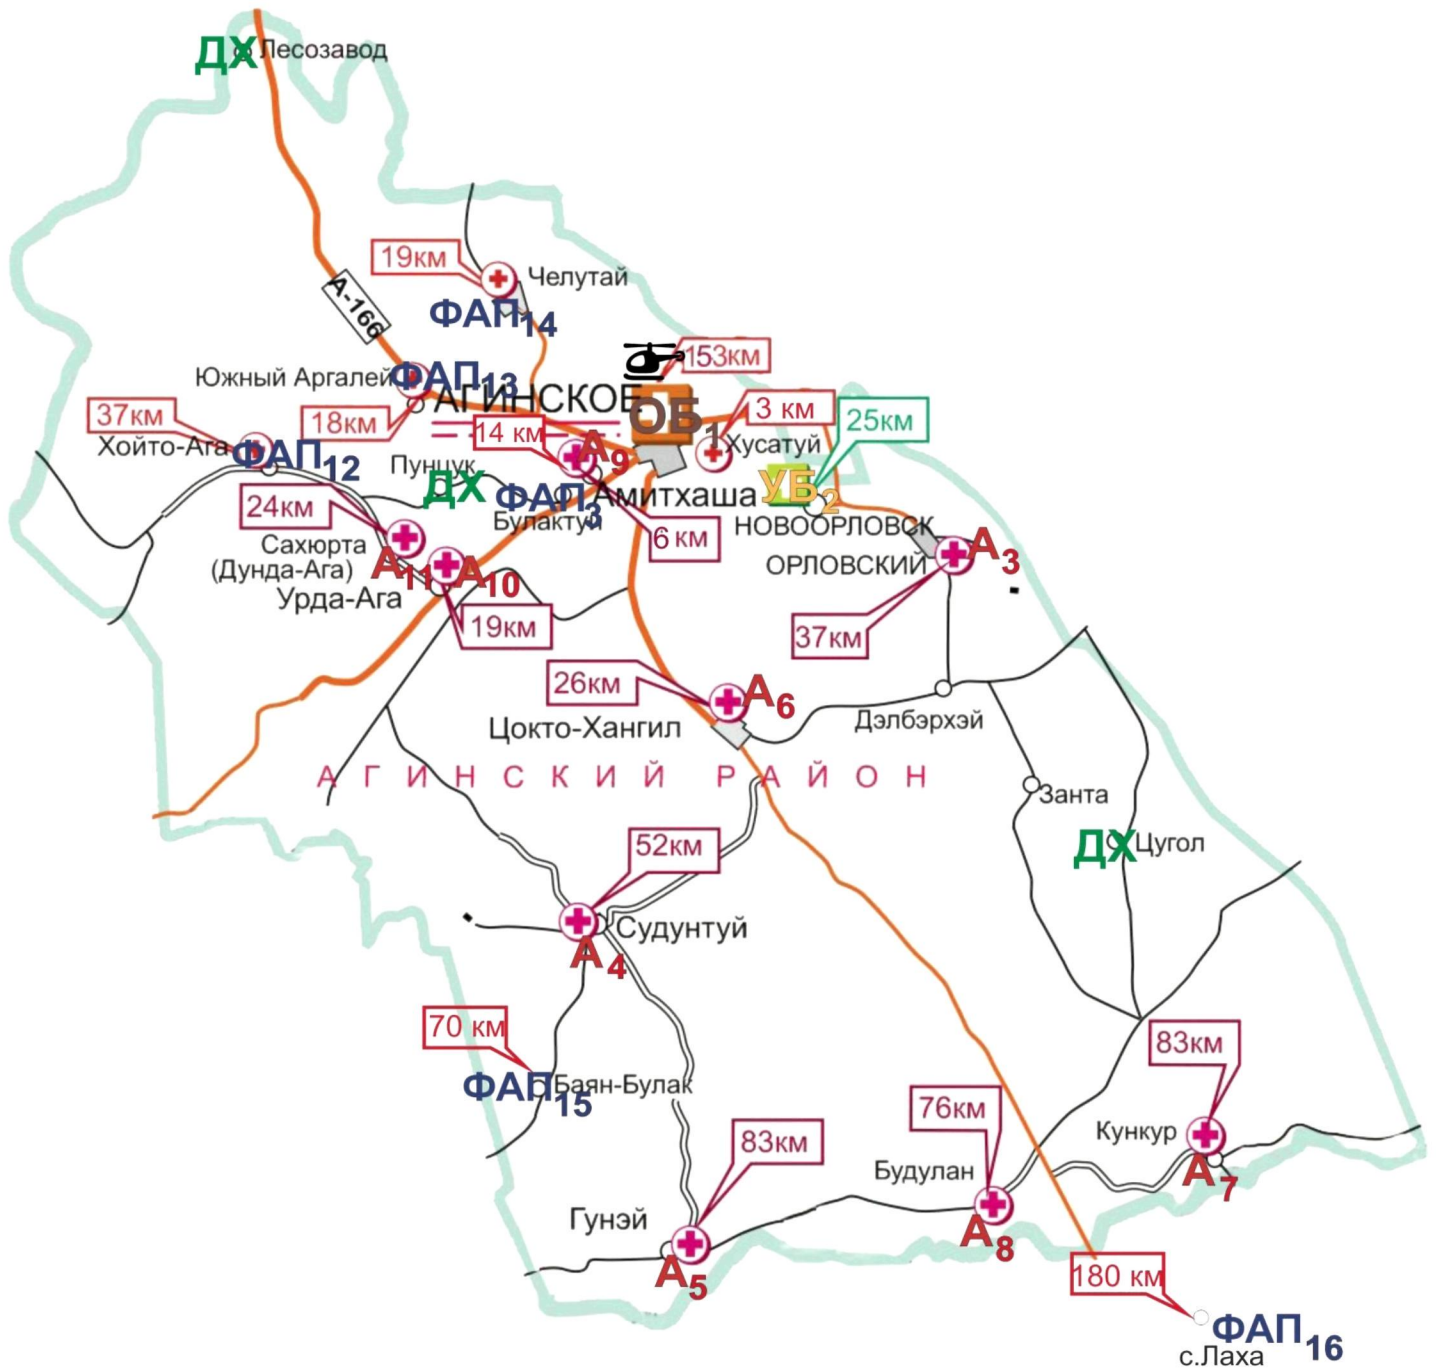 ДХ Лесозавод
19км
Челутай
ФАП14
А-166
153км
Южный Аргалей
ФАП13
АГИНСКОЕ
ОБ1
3 км
25км
37км
18км
14 км
А9
Хусатуй
Хойто-Ага
ФАП12
Пунцук
ДХ
ФАП3
Амитхаша
УБ2
24км
Булактуй
НОВООРЛОВСК
6 км
А3
Сахюрта
(Дунда-Ага)
А11
А10
ОРЛОВСКИЙ
Урда-Ага
19км
37км
26км
А6
Цокто-Хангил
Дэлбэрхэй
АГИНСКИЙ РАЙОН
Занта
52км
ДХ Цугол
Судунтуй
А4
70 км
83км
ФАП15
Баян-Булак
76км
83км
Кункур
Будулан
А7
Гунэй
А8
А5
180 км
ФАП16
с.Лаха